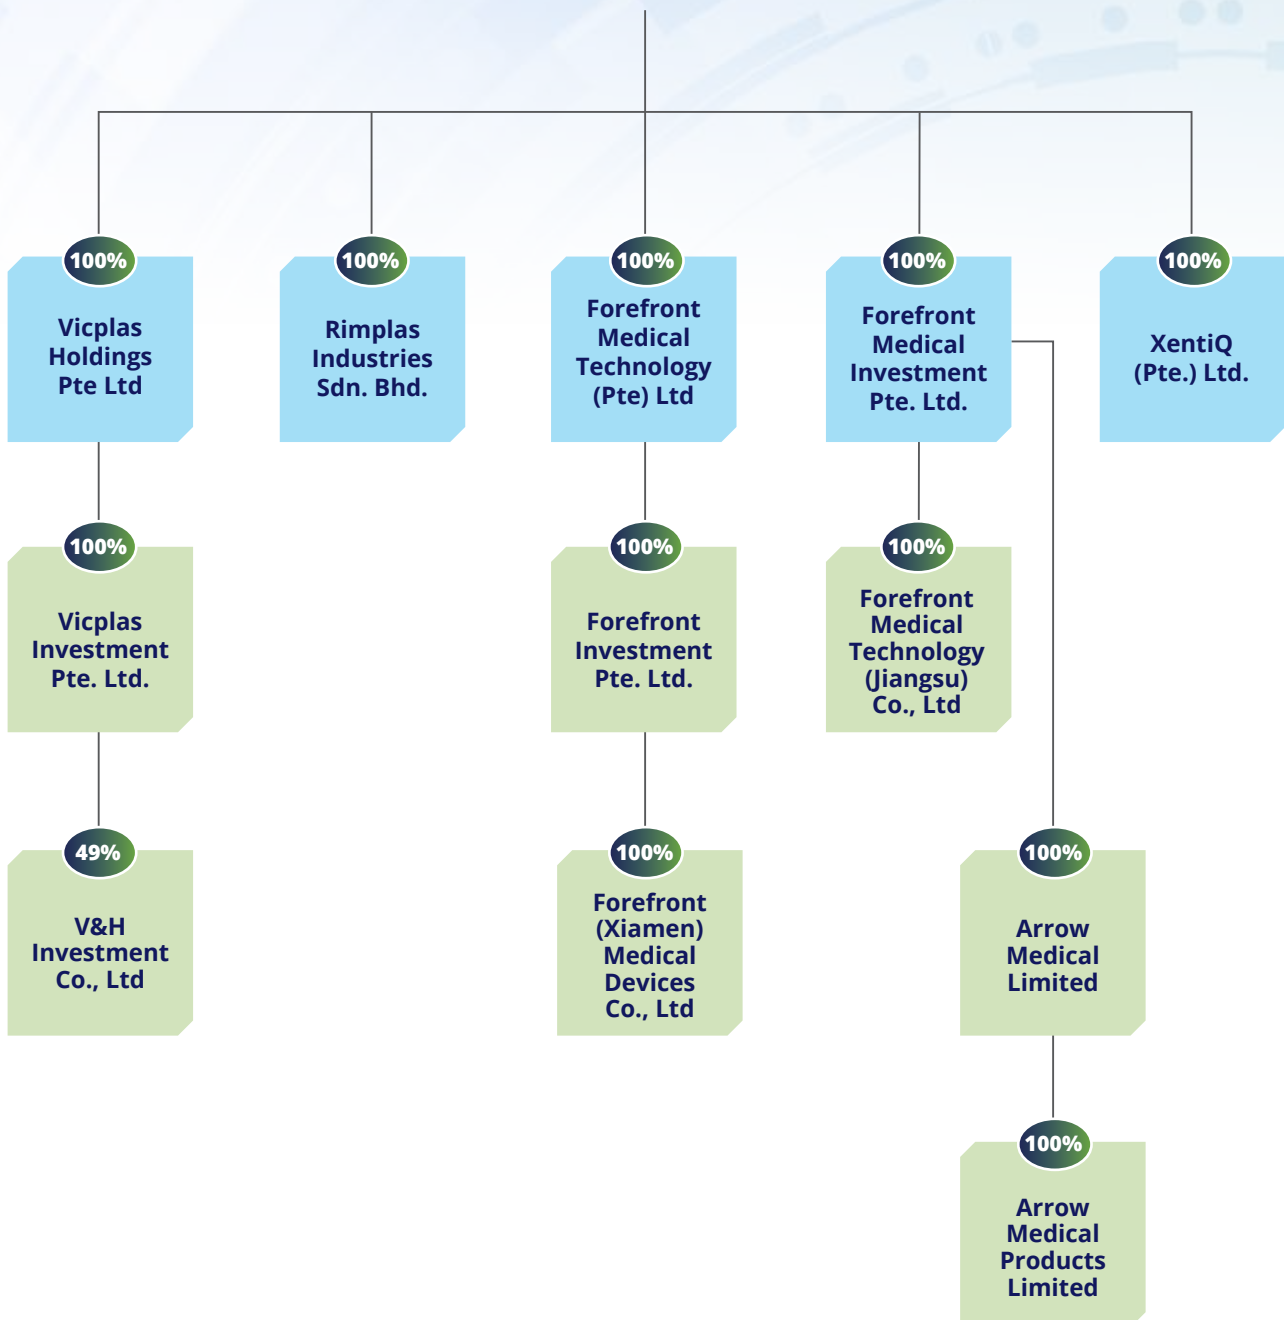 100%
Vicplas
Holdings
Pte Ltd
100%
Rimplas
Industries
Sdn. Bhd.
100%
Forefront
Medical
Technology
(Pte) Ltd
100%
Forefront
Medical
Investment
Pte. Ltd.
100%
XentiQ
(Pte.) Ltd.
100%
Vicplas
Investment
Pte. Ltd.
100%
Forefront
Investment
Pte. Ltd.
100%
Forefront
Medical
Technology
(Jiangsu)
Co., Ltd
49%
V&H
Investment
Co., Ltd
100%
Forefront
(Xiamen)
Medical
Devices
Co., Ltd
100%
Arrow
Medical
Limited
100%
Arrow
Medical
Products
Limited